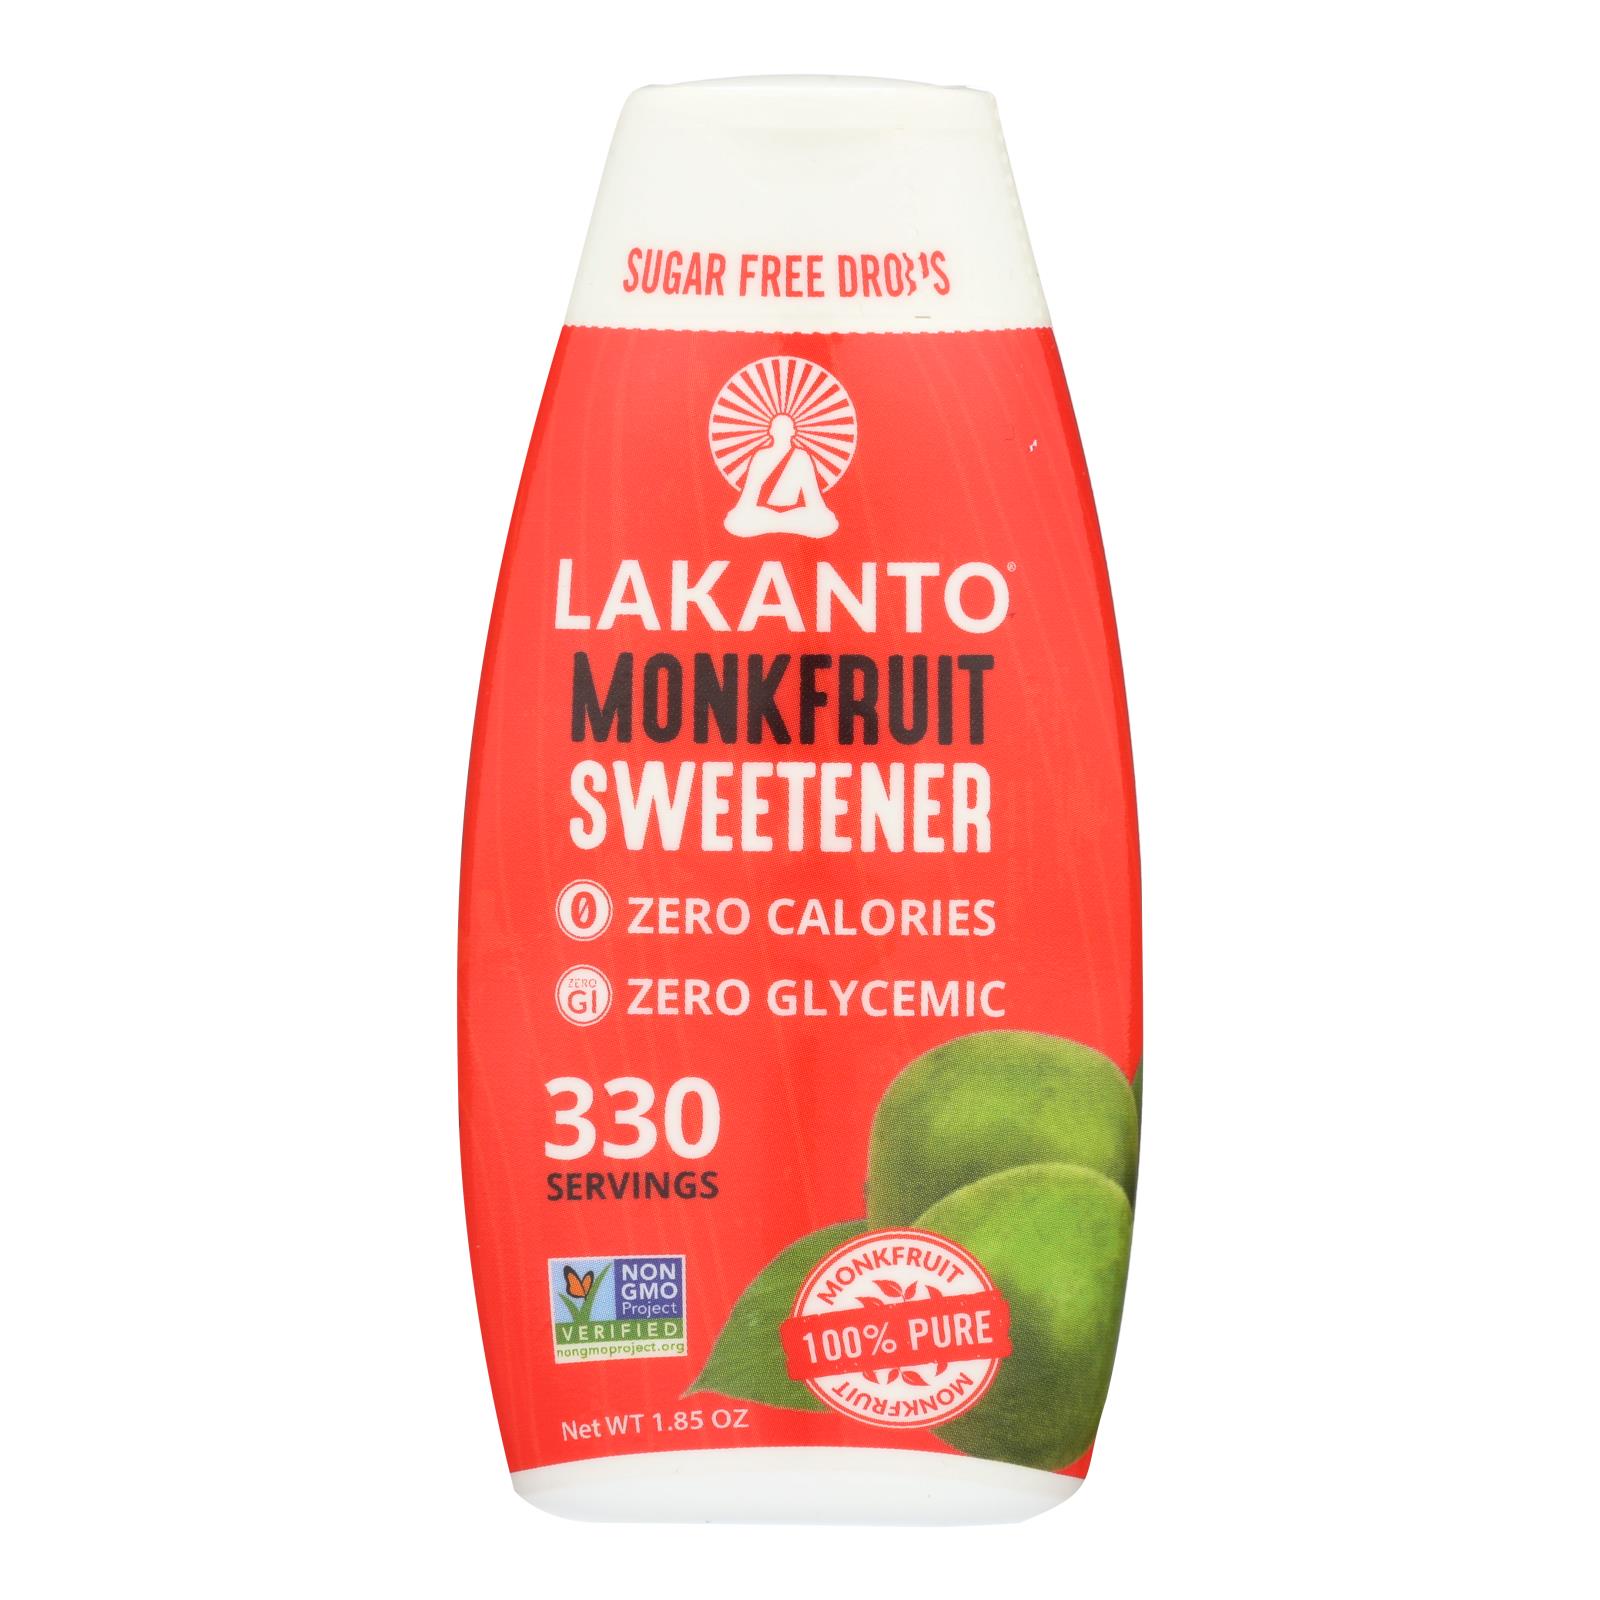 SUGAR FREE DROPS
LAKANTO®
MONKFRUIT
SWEETENER
0 ZERO CALORIES
ZERO
GI
ZERO GLYCEMIC
330
SERVINGS
NON
GMO
Project
VERIFIED
nongmoproject.org
MONKFRUIT
100% PURE
MONKFRUIT
Net WT 1.85 OZ